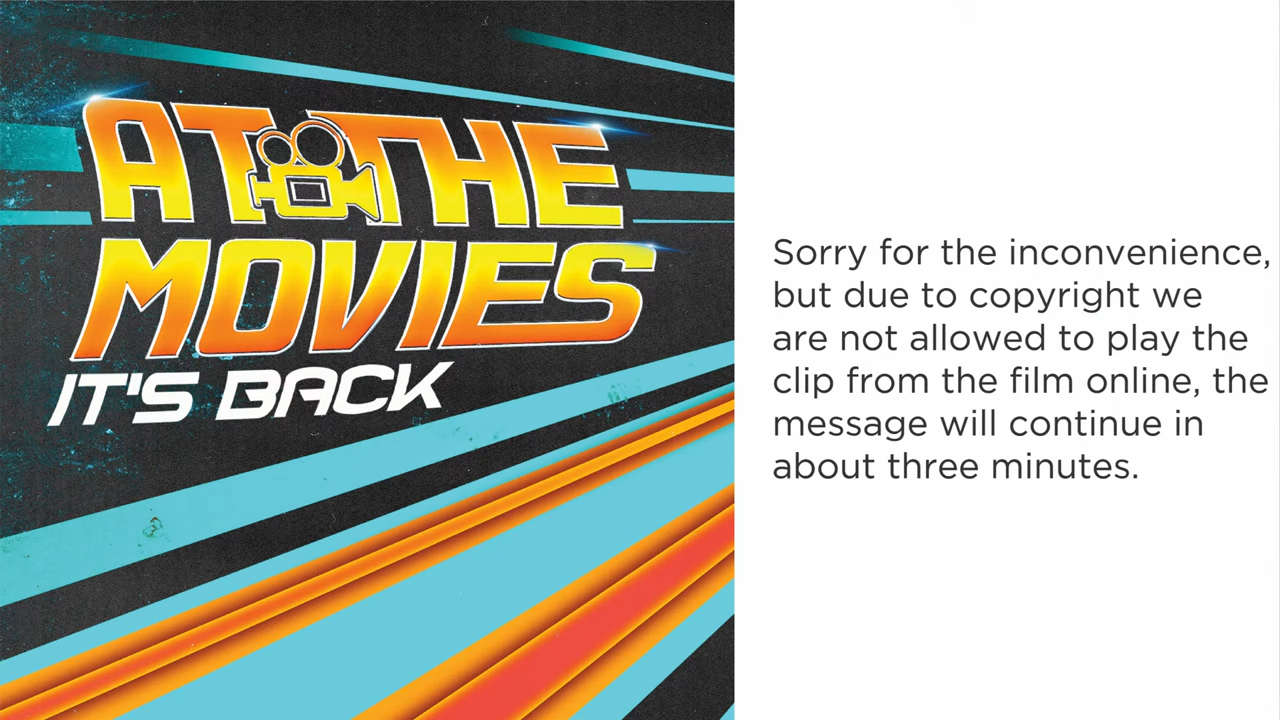 AT THE
MOVIES
IT'S BACK
Sorry for the inconvenience,
but due to copyright we
are not allowed to play the
clip from the film online, the
message will continue in
about three minutes.